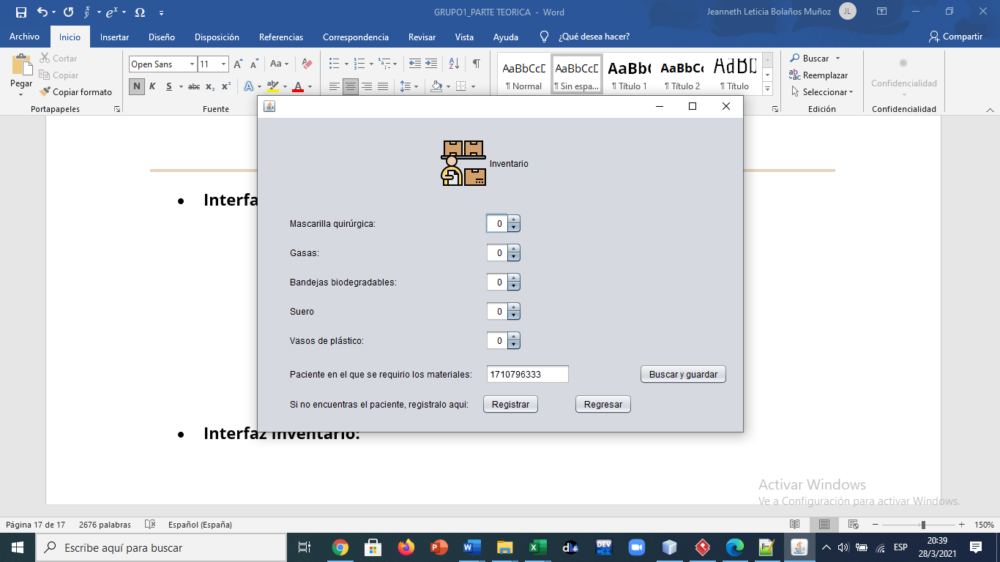 GRUPO1_PARTE TEORICA - Word
Jeanneth Leticia Bolaños Muñoz
JL
Archivo Inicio Insertar Diseño Disposición Referencias Correspondencia Revisar Vista Ayuda ¿Qué desea hacer? Compartir
Pegar
Cortar
Copiar
Copiar formato
Portapapeles
Open Sans 11
N K S abc x₂ x²
Fuente
AaBbCcD AaBbCcD AaBb( AaBbCc AaBbD
¶ Normal ¶ Sin espa... ¶ Título 1 ¶ Título 2 ¶ Título
Buscar
Reemplazar
Seleccionar
Edición
Confidencialidad
Confidencialidad
• Interfa
Inventario
Mascarilla quirúrgica: 0
Gasas: 0
Bandejas biodegradables: 0
Suero 0
Vasos de plástico: 0
Paciente en el que se requirio los materiales: 1710796333 Buscar y guardar
Si no encuentras el paciente, registralo aqui: Registrar Regresar
• Interfaz Inventario:
Activar Windows
Ve a Configuración para activar Windows.
Página 17 de 17 2676 palabras Español (España) 150%
Escribe aquí para buscar
DEV
ESP
20:39
28/3/2021